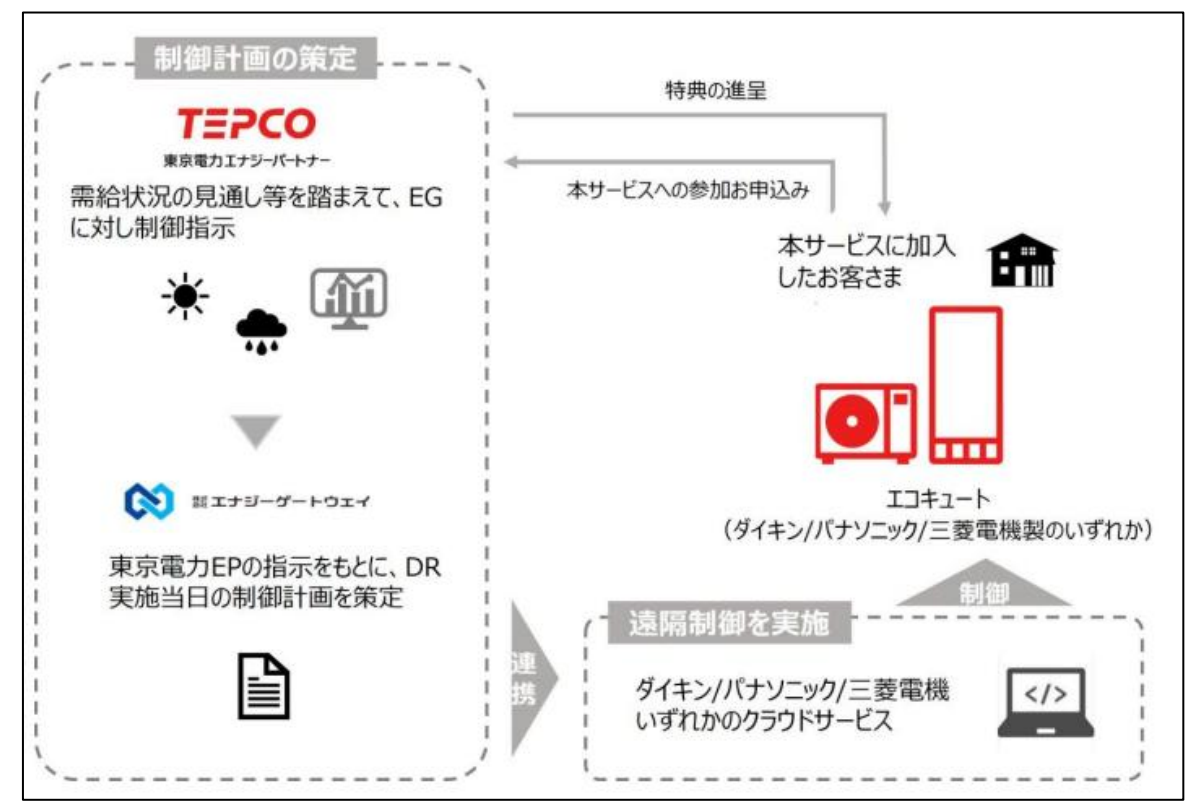 制御計画の策定
TEPCO
東京電力エナジーパートナー
需給状況の見通し等を踏まえて、EG
に対し制御指示
株式会社エナジーゲートウェイ
東京電力EPの指示をもとに、DR
実施当日の制御計画を策定
連携
特典の進呈
本サービスへの参加お申込み
本サービスに加入
したお客さま
エコキュート
（ダイキン/パナソニック/三菱電機製のいずれか）
制御
遠隔制御を実施
ダイキン/パナソニック/三菱電機
いずれかのクラウドサービス
</>